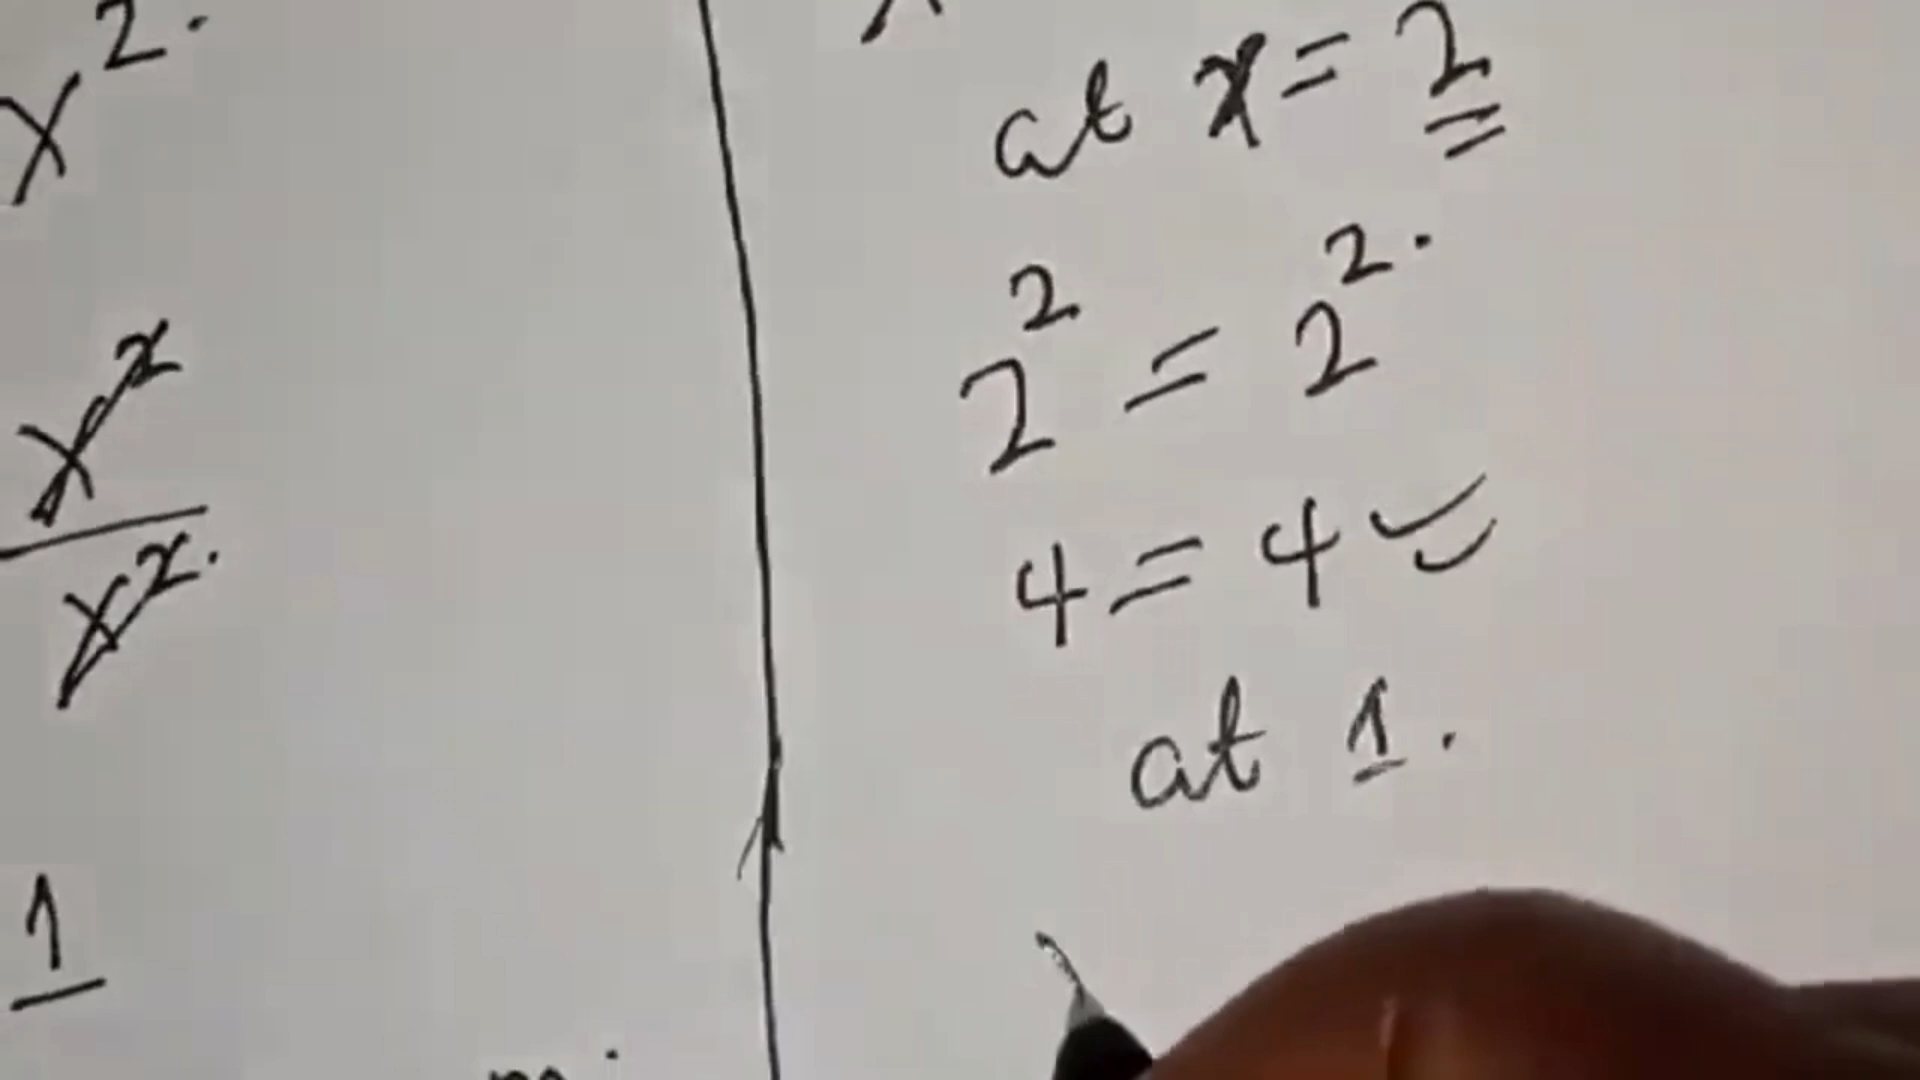 x².
x^x
x^x.
1
at x = 2
2² = 2².
4 = 4
at 1.